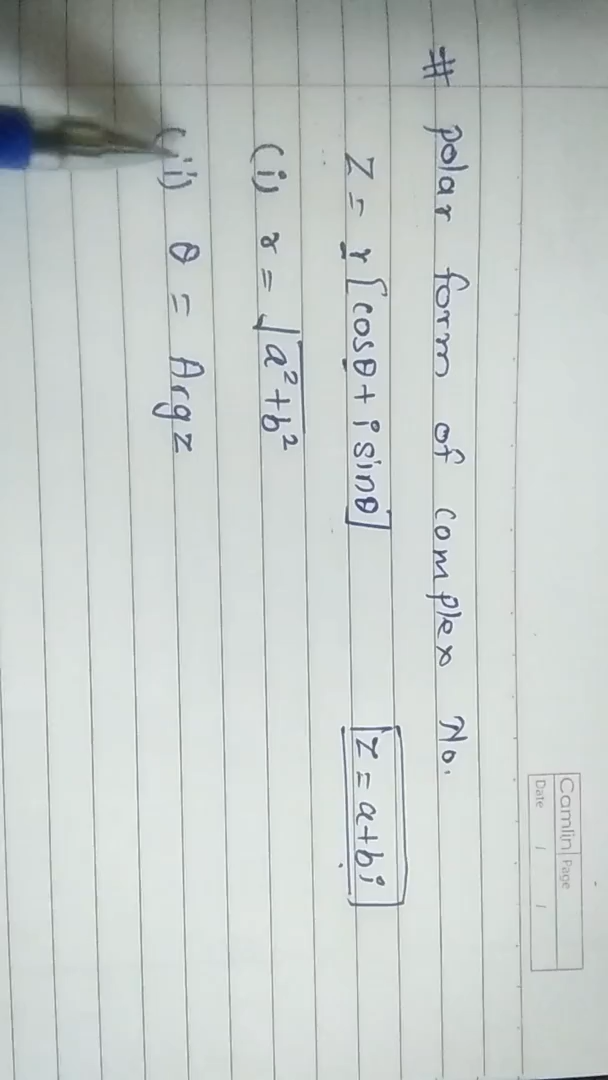 Camlin Page
Date / /
# polar form of complex No.
Z = r[cosθ + i sinθ] Z = a+bi
(i) r = √a²+b²
(ii) θ = Arg z